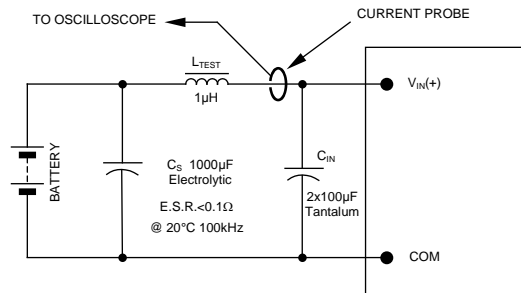 TO OSCILLOSCOPE
CURRENT PROBE
LTEST
1µH
VIN(+)
BATTERY
CS 1000µF
Electrolytic
E.S.R.<0.1Ω
@ 20°C 100kHz
CIN
2x100µF
Tantalum
COM